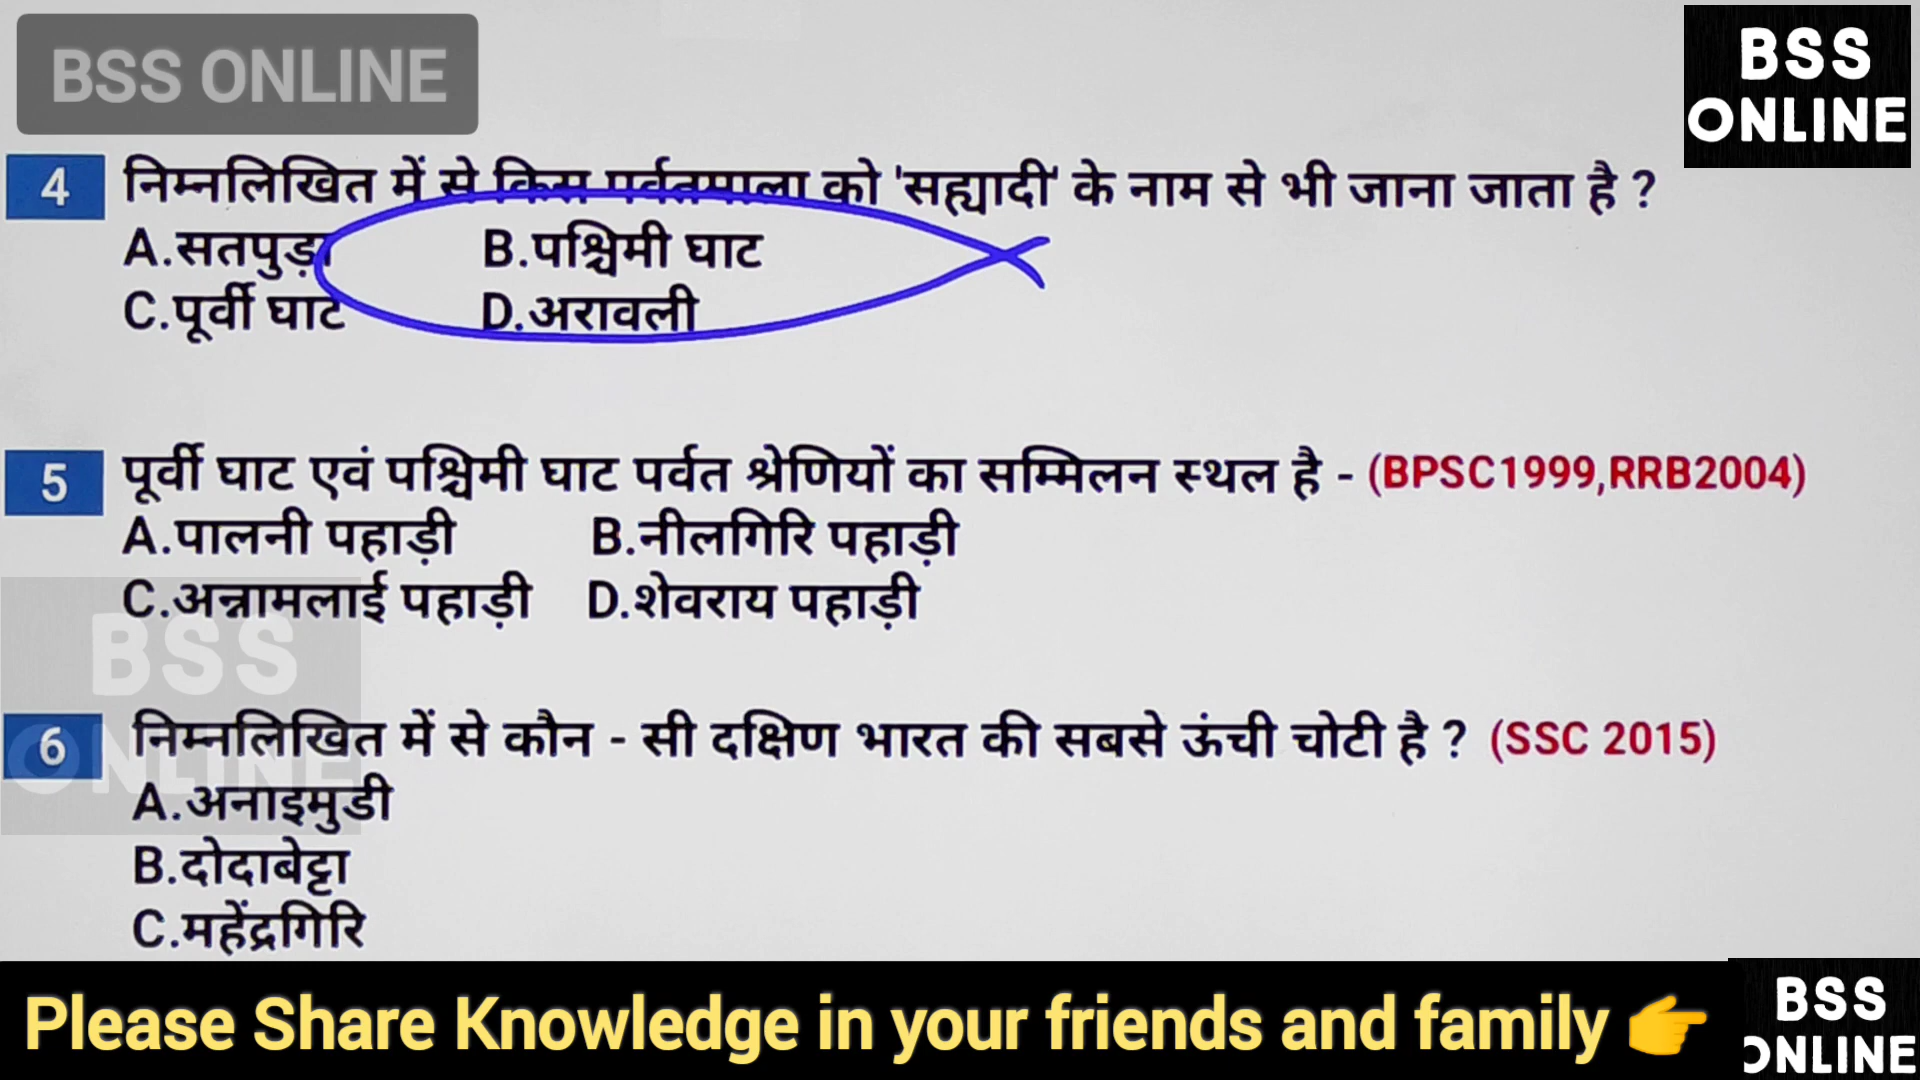 BSS ONLINE
BSS
ONLINE
4 निम्नलिखित में से किस पर्वतमाला को 'सह्यादी' के नाम से भी जाना जाता है ?
A.सतपुड़ा B.पश्चिमी घाट
C.पूर्वी घाट D.अरावली
5 पूर्वी घाट एवं पश्चिमी घाट पर्वत श्रेणियों का सम्मिलन स्थल है - (BPSC1999,RRB2004)
A.पालनी पहाड़ी B.नीलगिरि पहाड़ी
C.अन्नामलाई पहाड़ी D.शेवराय पहाड़ी
BSS
ONLINE
6 निम्नलिखित में से कौन - सी दक्षिण भारत की सबसे ऊंची चोटी है ? (SSC 2015)
A.अनाइमुडी
B.दोदाबेट्टा
C.महेंद्रगिरि
Please Share Knowledge in your friends and family 👉
BSS
ONLINE